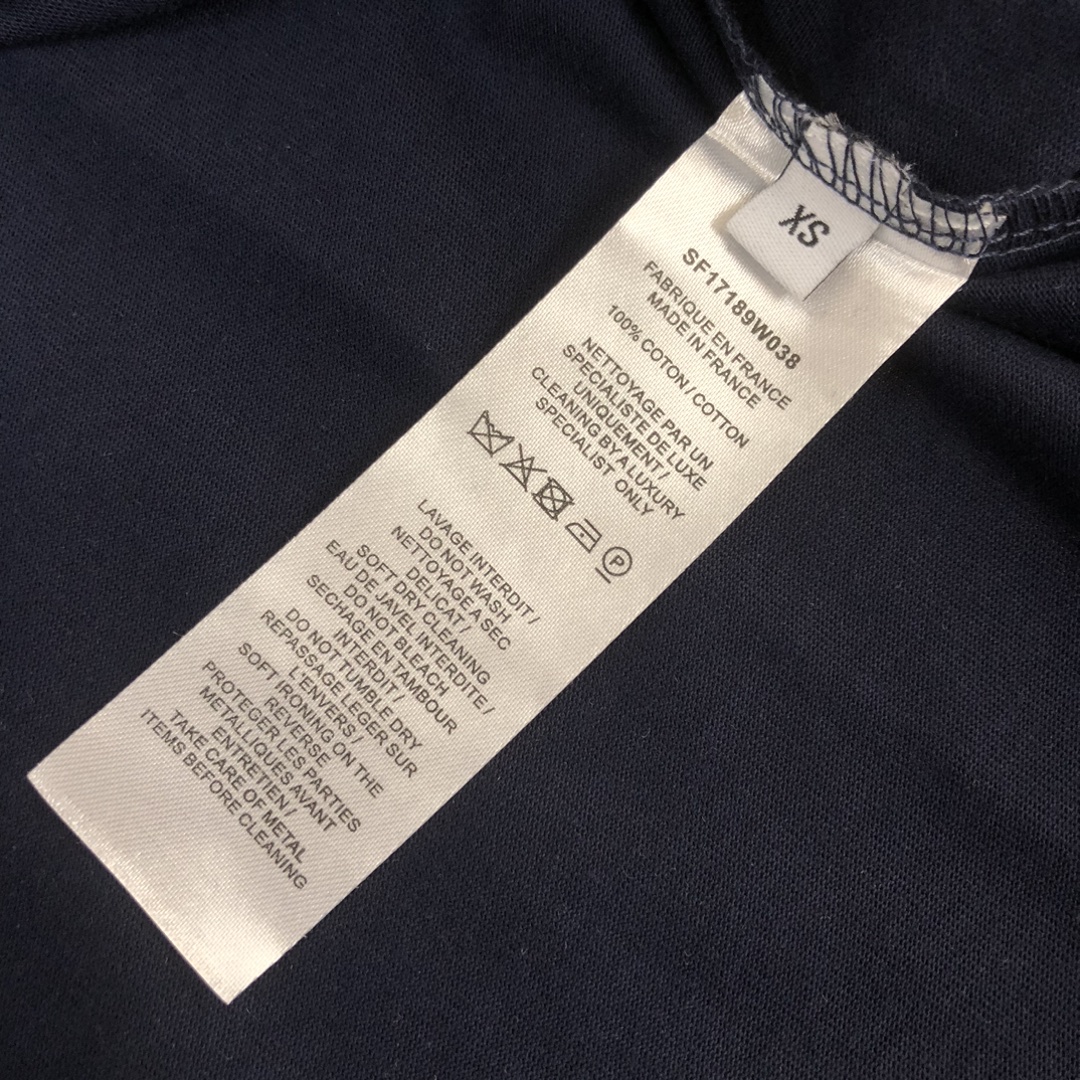 XS
SF17189W038
FABRIQUE EN FRANCE
MADE IN FRANCE
100% COTON / COTTON
NETTOYAGE PAR UN
SPECIALISTE DE LUXE
UNIQUEMENT /
CLEANING BY A LUXURY
SPECIALIST ONLY
P
LAVAGE INTERDIT /
DO NOT WASH
NETTOYAGE A SEC
DELICAT /
SOFT DRY CLEANING
EAU DE JAVEL INTERDITE /
DO NOT BLEACH
SECHAGE EN TAMBOUR
INTERDIT /
DO NOT TUMBLE DRY
REPASSAGE LEGER SUR
L'ENVERS /
SOFT IRONING ON THE
REVERSE
PROTEGER LES PARTIES
METALLIQUES AVANT
ENTRETIEN /
TAKE CARE OF METAL
ITEMS BEFORE CLEANING